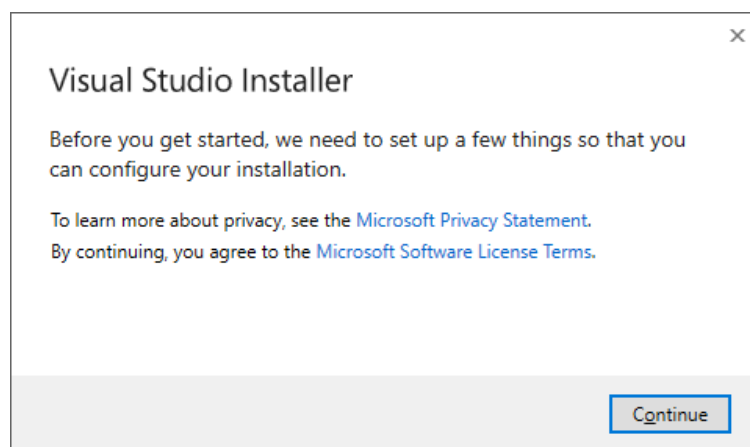 Visual Studio Installer
Before you get started, we need to set up a few things so that you
can configure your installation.
To learn more about privacy, see the Microsoft Privacy Statement.
By continuing, you agree to the Microsoft Software License Terms.
Continue